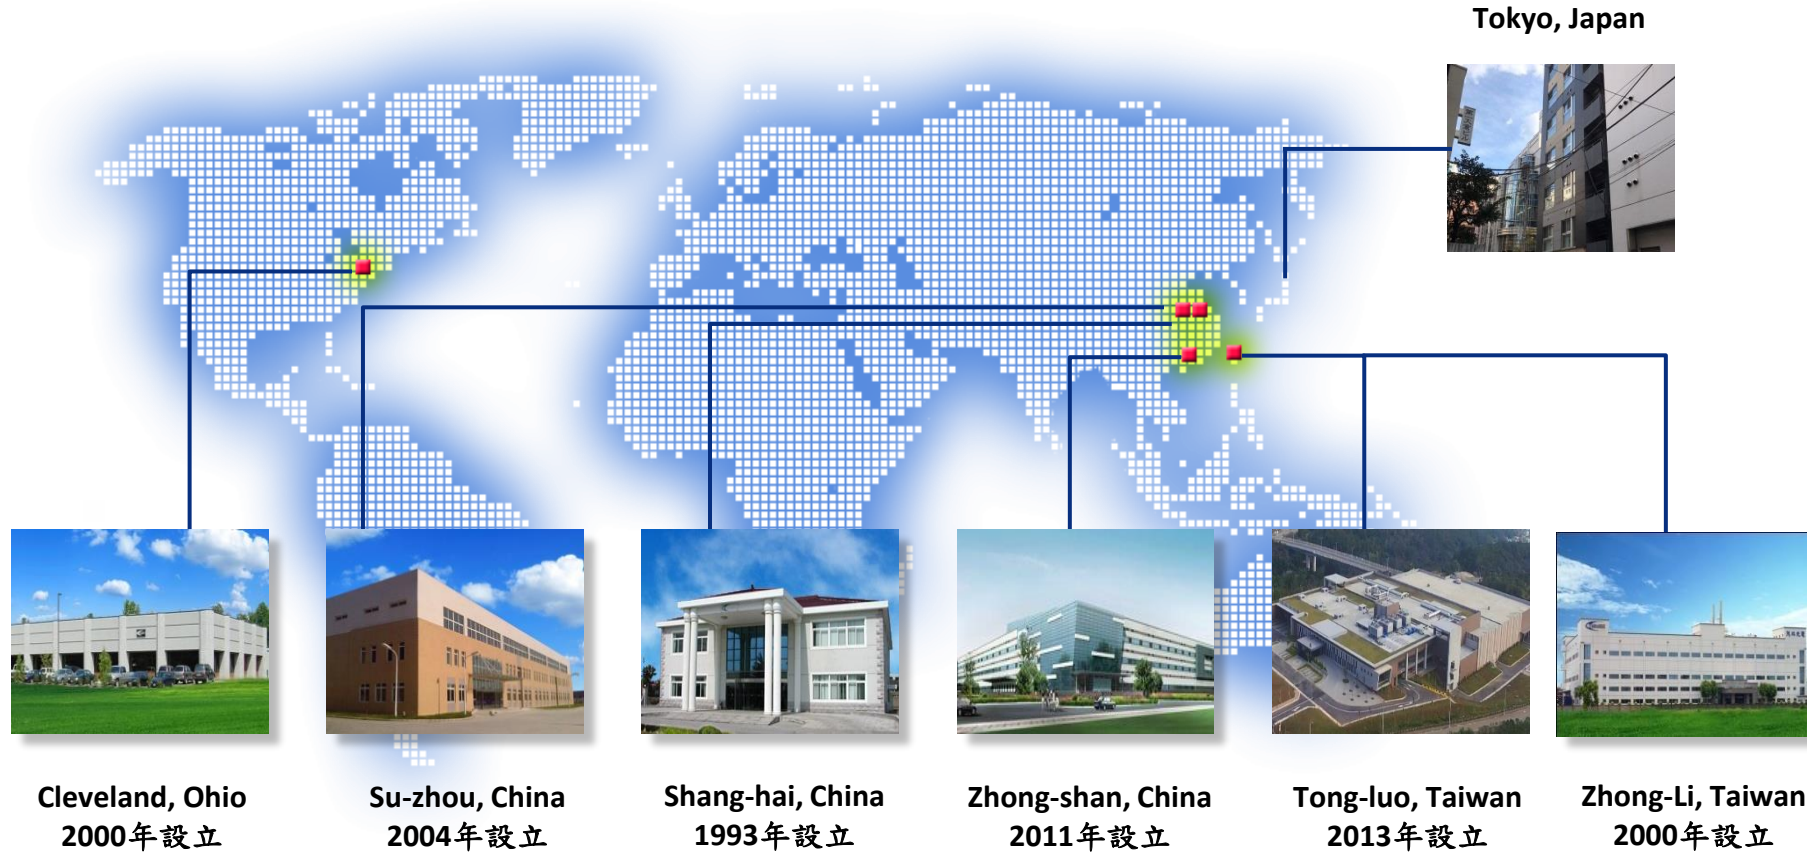 Tokyo, Japan
Cleveland, Ohio
2000年設立
Su-zhou, China
2004年設立
Shang-hai, China
1993年設立
Zhong-shan, China
2011年設立
Tong-luo, Taiwan
2013年設立
Zhong-Li, Taiwan
2000年設立